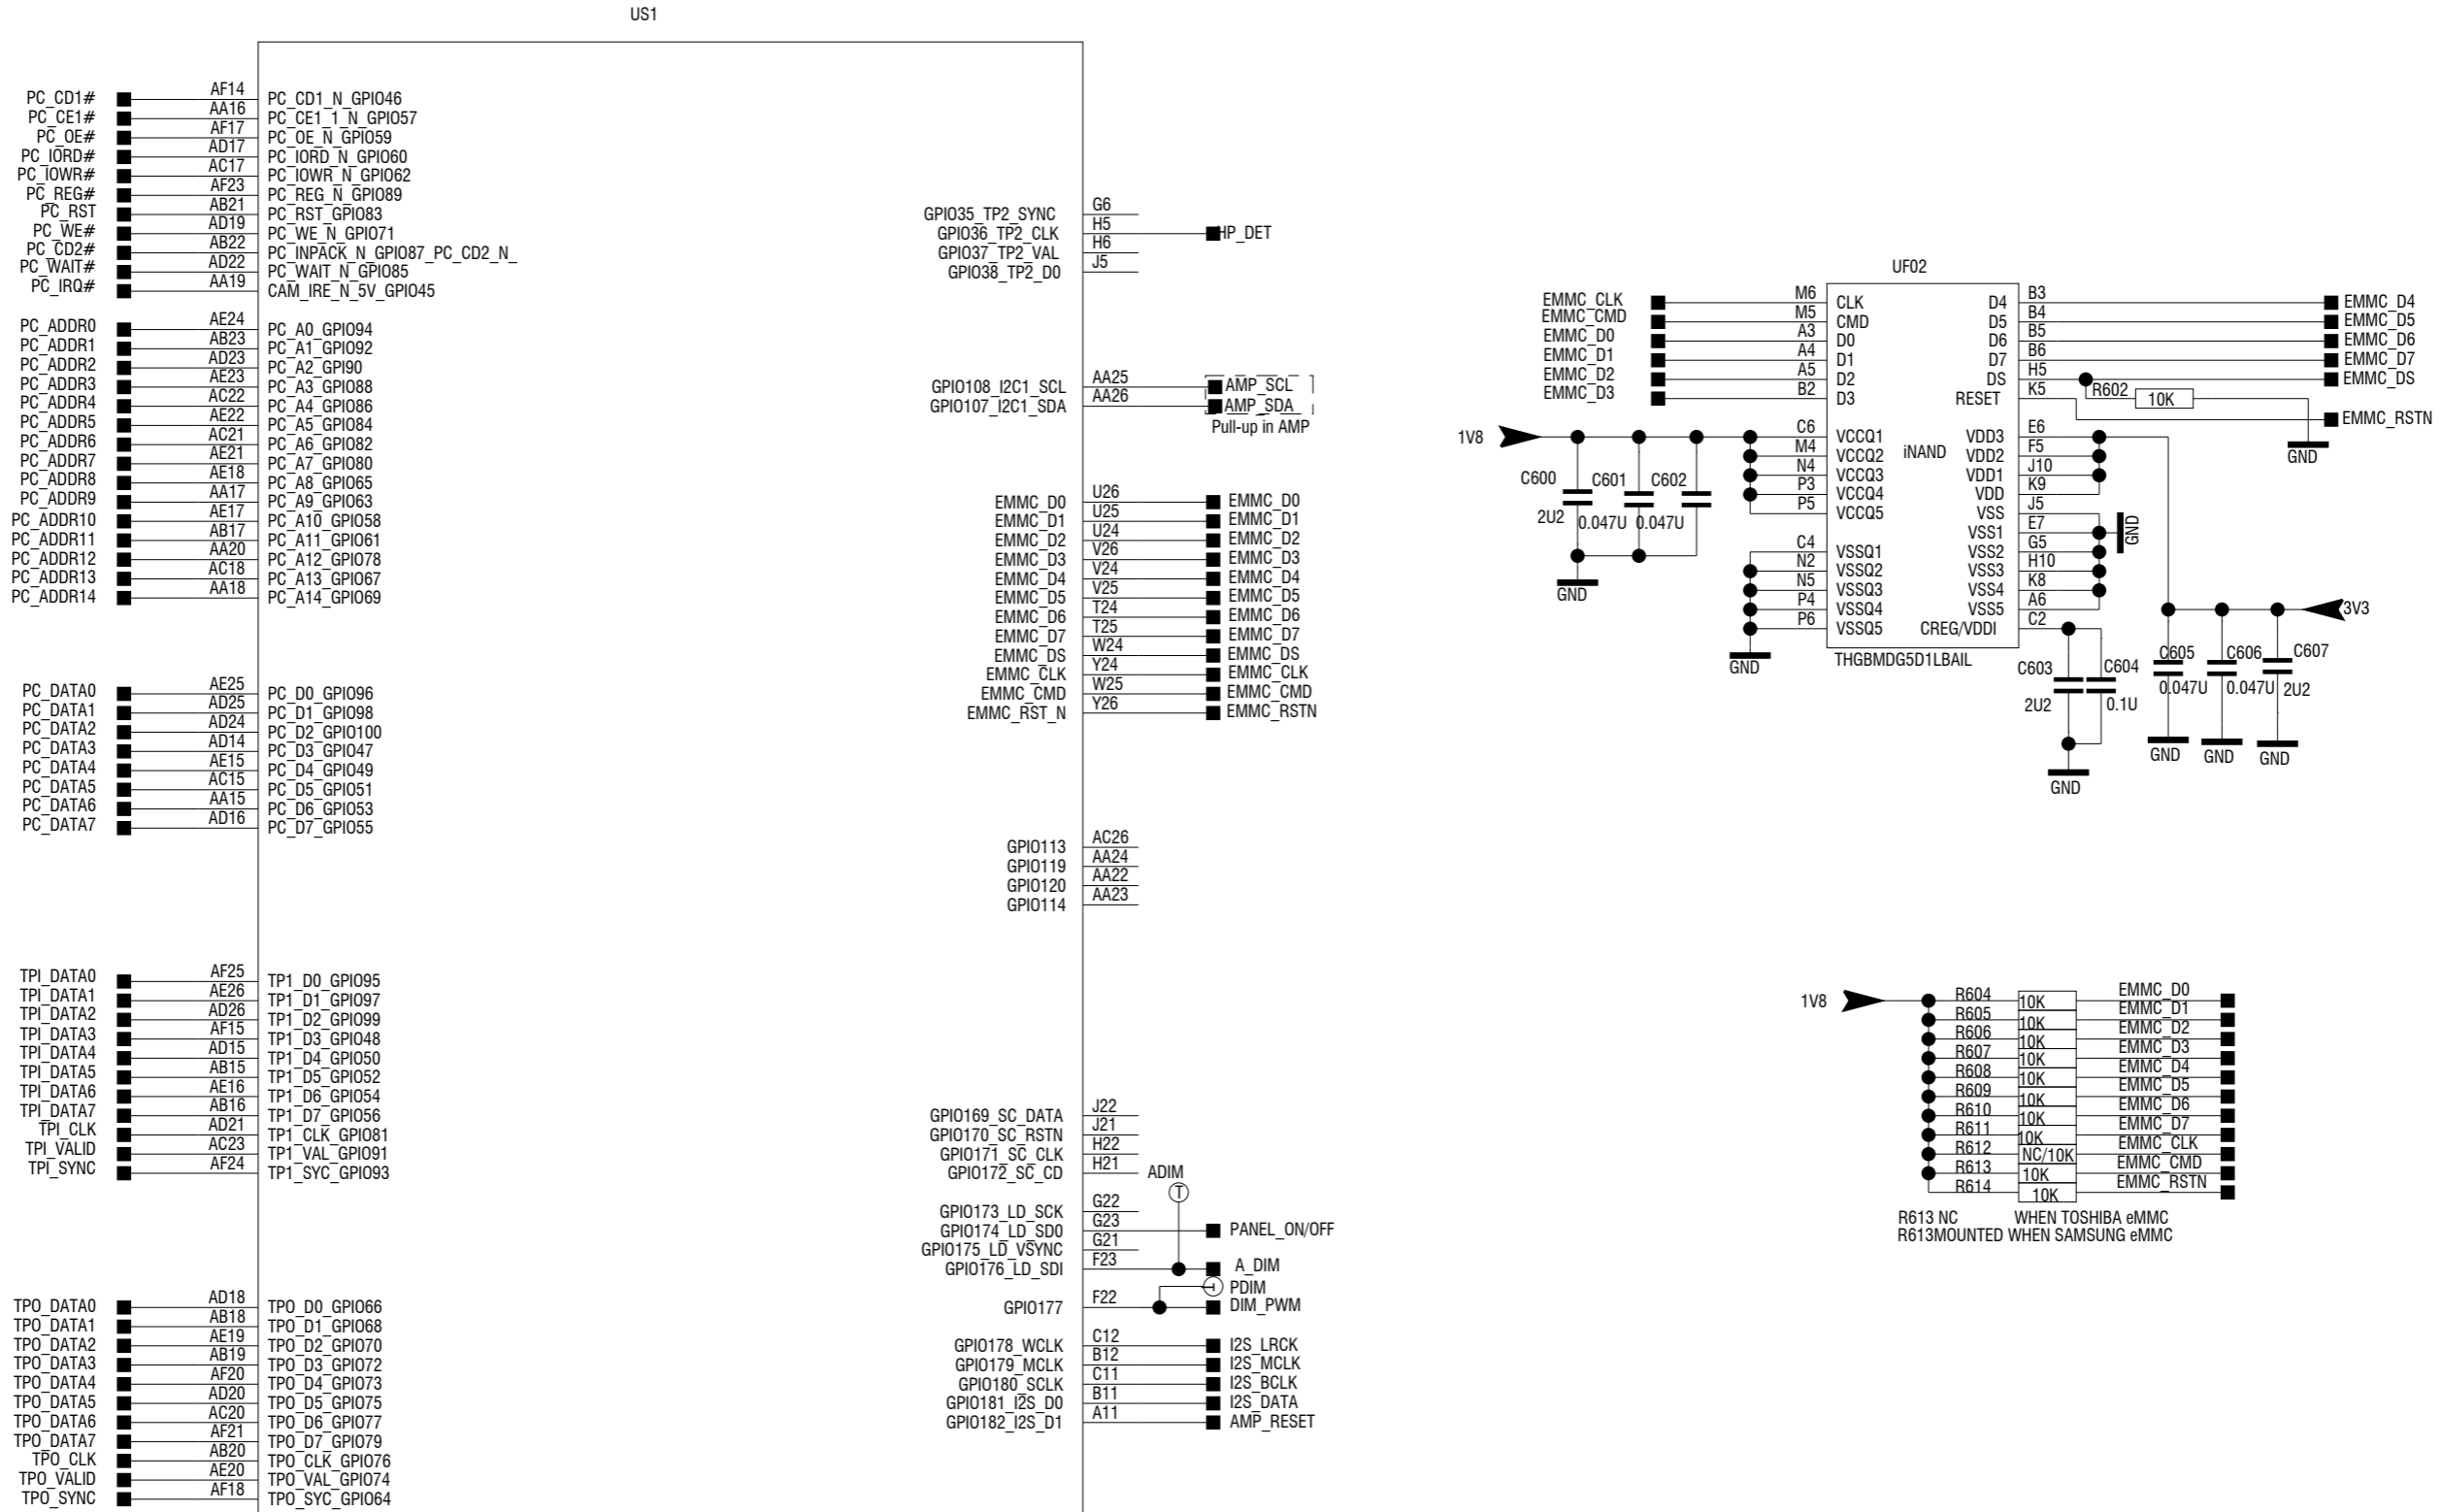 US1
PC_CD1# AF14 PC_CD1_N_GPIO46
PC_CE1# AA16 PC_CE1_1_N_GPIO57
PC_OE# AF17 PC_OE_N_GPIO59
PC_IORD# AD17 PC_IORD_N_GPIO60
PC_IOWR# AC17 PC_IOWR_N_GPIO62
PC_REG# AF23 PC_REG_N_GPIO89
PC_RST AB21 PC_RST_GPIO83
PC_WE# AD19 PC_WE_N_GPIO71
PC_CD2# AB22 PC_INPACK_N_GPIO87_PC_CD2_N_
PC_WAIT# AD22 PC_WAIT_N_GPIO85
PC_IRQ# AA19 CAM_IRE_N_5V_GPIO45
PC_ADDR0 AE24 PC_A0_GPIO94
PC_ADDR1 AB23 PC_A1_GPIO92
PC_ADDR2 AD23 PC_A2_GPI90
PC_ADDR3 AE23 PC_A3_GPIO88
PC_ADDR4 AC22 PC_A4_GPIO86
PC_ADDR5 AE22 PC_A5_GPIO84
PC_ADDR6 AC21 PC_A6_GPIO82
PC_ADDR7 AE21 PC_A7_GPIO80
PC_ADDR8 AE18 PC_A8_GPIO65
PC_ADDR9 AA17 PC_A9_GPIO63
PC_ADDR10 AE17 PC_A10_GPIO58
PC_ADDR11 AB17 PC_A11_GPIO61
PC_ADDR12 AA20 PC_A12_GPIO78
PC_ADDR13 AC18 PC_A13_GPIO67
PC_ADDR14 AA18 PC_A14_GPIO69
PC_DATA0 AE25 PC_D0_GPIO96
PC_DATA1 AD25 PC_D1_GPIO98
PC_DATA2 AD24 PC_D2_GPIO100
PC_DATA3 AD14 PC_D3_GPIO47
PC_DATA4 AE15 PC_D4_GPIO49
PC_DATA5 AC15 PC_D5_GPIO51
PC_DATA6 AA15 PC_D6_GPIO53
PC_DATA7 AD16 PC_D7_GPIO55
TPI_DATA0 AF25 TP1_D0_GPIO95
TPI_DATA1 AE26 TP1_D1_GPIO97
TPI_DATA2 AD26 TP1_D2_GPIO99
TPI_DATA3 AF15 TP1_D3_GPIO48
TPI_DATA4 AD15 TP1_D4_GPIO50
TPI_DATA5 AB15 TP1_D5_GPIO52
TPI_DATA6 AE16 TP1_D6_GPIO54
TPI_DATA7 AB16 TP1_D7_GPIO56
TPI_CLK AD21 TP1_CLK_GPIO81
TPI_VALID AC23 TP1_VAL_GPIO91
TPI_SYNC AF24 TP1_SYC_GPIO93
TPO_DATA0 AD18 TPO_D0_GPIO66
TPO_DATA1 AB18 TPO_D1_GPIO68
TPO_DATA2 AE19 TPO_D2_GPIO70
TPO_DATA3 AB19 TPO_D3_GPIO72
TPO_DATA4 AF20 TPO_D4_GPIO73
TPO_DATA5 AD20 TPO_D5_GPIO75
TPO_DATA6 AC20 TPO_D6_GPIO77
TPO_DATA7 AF21 TPO_D7_GPIO79
TPO_CLK AB20 TPO_CLK_GPIO76
TPO_VALID AE20 TPO_VAL_GPIO74
TPO_SYNC AF18 TPO_SYC_GPIO64
GPIO35_TP2_SYNC G6
GPIO36_TP2_CLK H5 HP_DET
GPIO37_TP2_VAL H6
GPIO38_TP2_D0 J5
GPIO108_I2C1_SCL AA25 AMP_SCL
GPIO107_I2C1_SDA AA26 AMP_SDA
Pull-up in AMP
EMMC_D0 U26 EMMC_D0
EMMC_D1 U25 EMMC_D1
EMMC_D2 U24 EMMC_D2
EMMC_D3 V26 EMMC_D3
EMMC_D4 V24 EMMC_D4
EMMC_D5 V25 EMMC_D5
EMMC_D6 T24 EMMC_D6
EMMC_D7 T25 EMMC_D7
EMMC_DS W24 EMMC_DS
EMMC_CLK Y24 EMMC_CLK
EMMC_CMD W25 EMMC_CMD
EMMC_RST_N Y26 EMMC_RSTN
GPIO113 AC26
GPIO119 AA24
GPIO120 AA22
GPIO114 AA23
GPIO169_SC_DATA J22
GPIO170_SC_RSTN J21
GPIO171_SC_CLK H22
GPIO172_SC_CD H21
ADIM
T
GPIO173_LD_SCK G22
GPIO174_LD_SD0 G23 PANEL_ON/OFF
GPIO175_LD_VSYNC G21
GPIO176_LD_SDI F23 A_DIM
T PDIM
GPIO177 F22 DIM_PWM
GPIO178_WCLK C12 I2S_LRCK
GPIO179_MCLK B12 I2S_MCLK
GPIO180_SCLK C11 I2S_BCLK
GPIO181_I2S_D0 B11 I2S_DATA
GPIO182_I2S_D1 A11 AMP_RESET
UF02
EMMC_CLK M6 CLK D4 B3 EMMC_D4
EMMC_CMD M5 CMD D5 B4 EMMC_D5
EMMC_D0 A3 D0 D6 B5 EMMC_D6
EMMC_D1 A4 D1 D7 B6 EMMC_D7
EMMC_D2 A5 D2 DS H5 EMMC_DS
EMMC_D3 B2 D3 RESET K5 R602 10K
EMMC_RSTN
1V8 C6 VCCQ1 VDD3 E6
M4 VCCQ2 iNAND VDD2 F5 GND
N4 VCCQ3 VDD1 J10
C600 C601 C602 P3 VCCQ4 VDD K9
P5 VCCQ5 VSS J5
2U2 0.047U 0.047U VSS1 E7 GND
C4 VSSQ1 VSS2 G5
N2 VSSQ2 VSS3 H10
GND N5 VSSQ3 VSS4 K8
P4 VSSQ4 VSS5 A6 3V3
P6 VSSQ5 CREG/VDDI C2
GND THGBMDG5D1LBAIL
C603 C604 C605 C606 C607
2U2 0.1U 0.047U 0.047U 2U2
GND GND GND
GND
1V8 R604 10K EMMC_D0
R605 10K EMMC_D1
R606 10K EMMC_D2
R607 10K EMMC_D3
R608 10K EMMC_D4
R609 10K EMMC_D5
R610 10K EMMC_D6
R611 10K EMMC_D7
R612 NC/10K EMMC_CLK
R613 10K EMMC_CMD
R614 10K EMMC_RSTN
R613 NC WHEN TOSHIBA eMMC
R613MOUNTED WHEN SAMSUNG eMMC